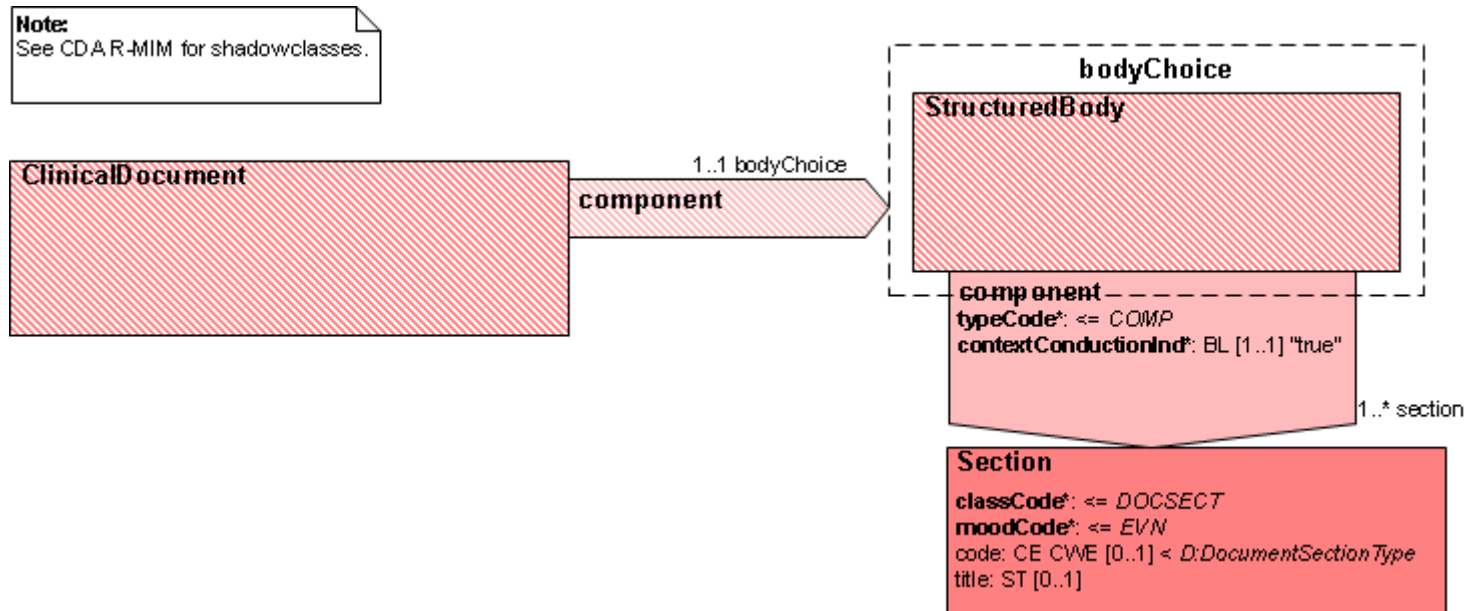 Note:
See CDA R-MIM for shadowclasses.
bodyChoice
StructuredBody
ClinicalDocument
1..1 bodyChoice
component
component
typeCode*: <= COMP
contextConductionInd*: BL [1..1] "true"
1..* section
Section
classCode*: <= DOCSECT
moodCode*: <= EVN
code: CE CWE [0..1] < D:DocumentSectionType
title: ST [0..1]